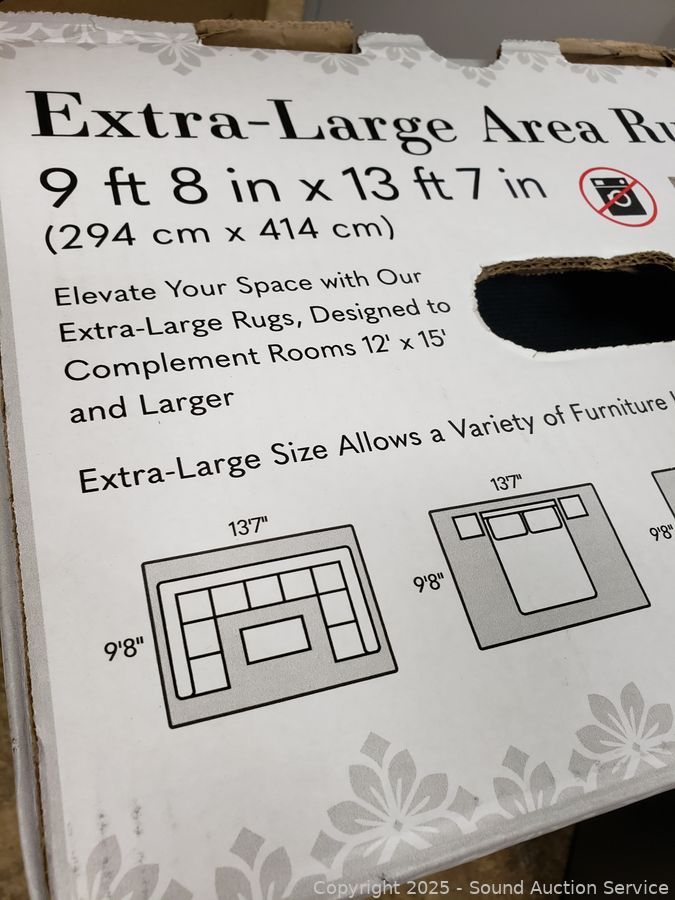 Extra-Large Area
9 ft 8 in x 13 ft 7 in
(294 cm x 414 cm)
Elevate Your Space with Our
Extra-Large Rugs, Designed to
Complement Rooms 12' x 15'
and Larger
Extra-Large Size Allows a Variety of Furniture
13'7"
13'7"
9'8"
9'8"
9'8"
Copyright 2025 - Sound Auction Service